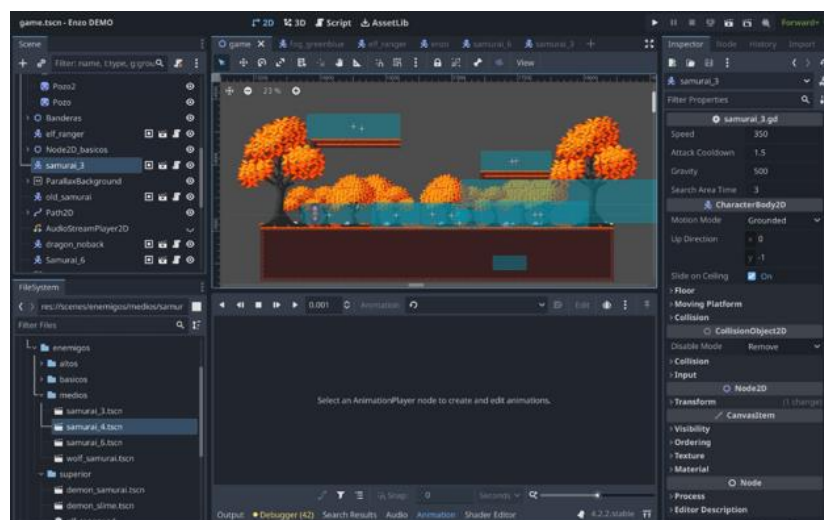 game.tscn - Enzo DEMO
2D 3D Script AssetLib
Forward+
Scene
game fog_greenblue elf_ranger enzo samurai_6 samurai_3
Inspector Node History Import
Filter: name, t:type, g:grou
View
Pozo2
Pozo
Banderas
elf_ranger
Node2D_basicos
samurai_3
ParallaxBackground
old_samurai
Path2D
AudioStreamPlayer2D
dragon_noback
Samurai_6
23 %
samurai_3
Filter Properties
samurai_3.gd
Speed 350
Attack Cooldown 1.5
Gravity 500
Search Area Time 3
CharacterBody2D
Motion Mode Grounded
Up Direction x 0
y -1
Slide on Ceiling On
Floor
Moving Platform
Collision
CollisionObject2D
Disable Mode Remove
Collision
Input
Node2D
Transform (1 change)
CanvasItem
Visibility
Ordering
Texture
Material
Node
Process
Editor Description
FileSystem
res://scenes/enemigos/medios/samur
Filter Files
enemigos
altos
basicos
medios
samurai_3.tscn
samurai_4.tscn
samurai_6.tscn
wolf_samurai.tscn
superior
demon_samurai.tscn
demon_slime.tscn
0.001 Animation Edit
Select an AnimationPlayer node to create and edit animations.
Snap: 0 Seconds
Output Debugger (42) Search Results Audio Animation Shader Editor 4.2.2.stable